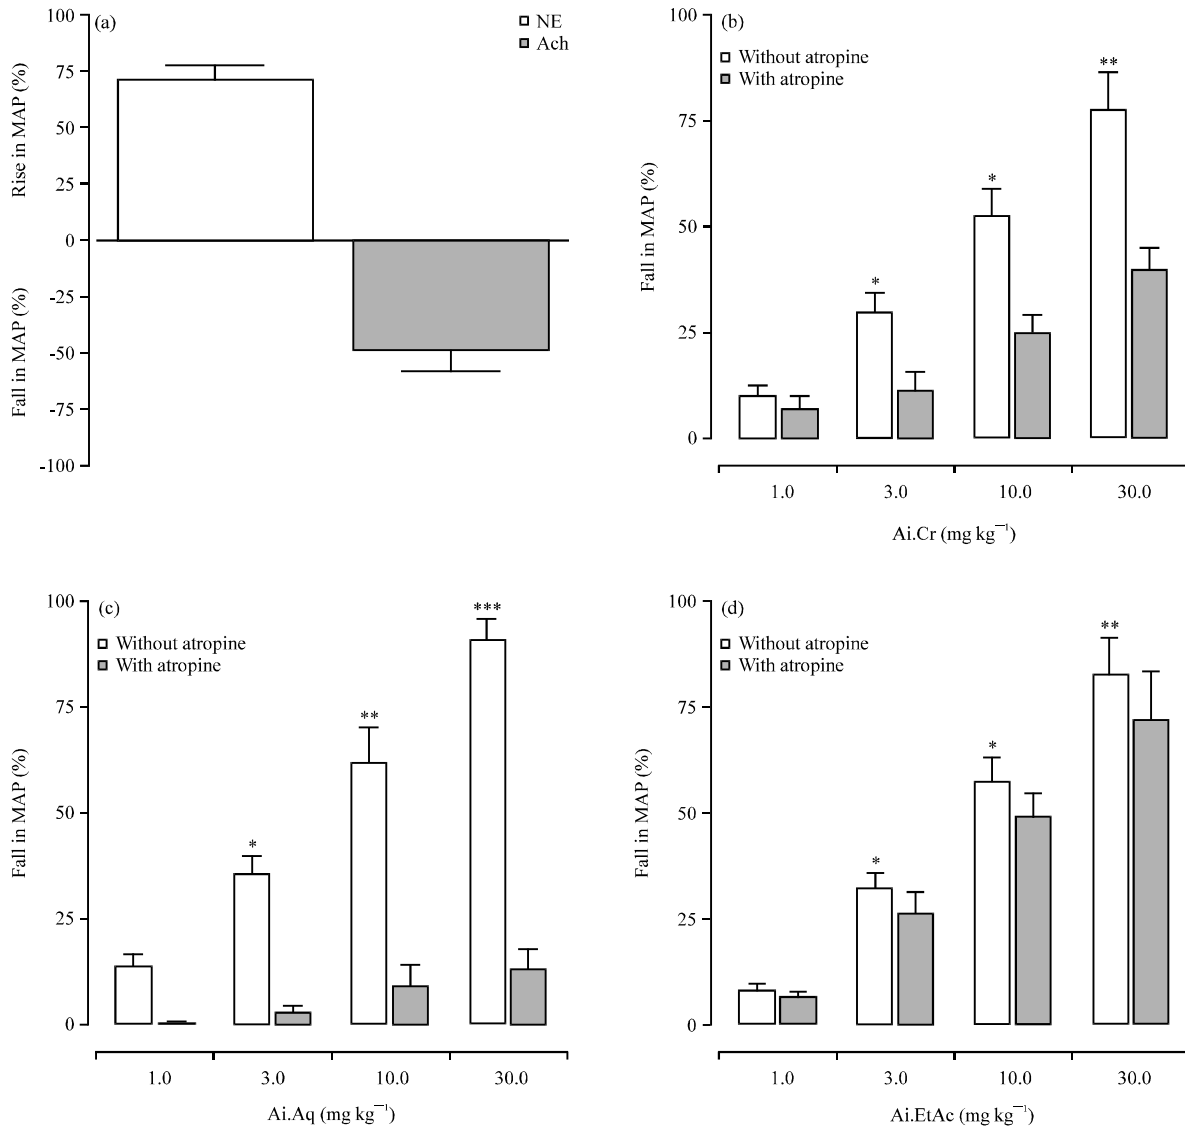 (a)
NE
Ach
Rise in MAP (%)
Fall in MAP (%)
100
75
50
25
0
-25
-50
-75
-100
(b)
Without atropine
With atropine
Fall in MAP (%)
100
75
50
25
0
*
*
**
1.0 3.0 10.0 30.0
Ai.Cr (mg kg⁻¹)
(c)
Without atropine
With atropine
Fall in MAP (%)
100
75
50
25
0
*
**
***
1.0 3.0 10.0 30.0
Ai.Aq (mg kg⁻¹)
(d)
Without atropine
With atropine
Fall in MAP (%)
100
75
50
25
0
*
*
**
1.0 3.0 10.0 30.0
Ai.EtAc (mg kg⁻¹)